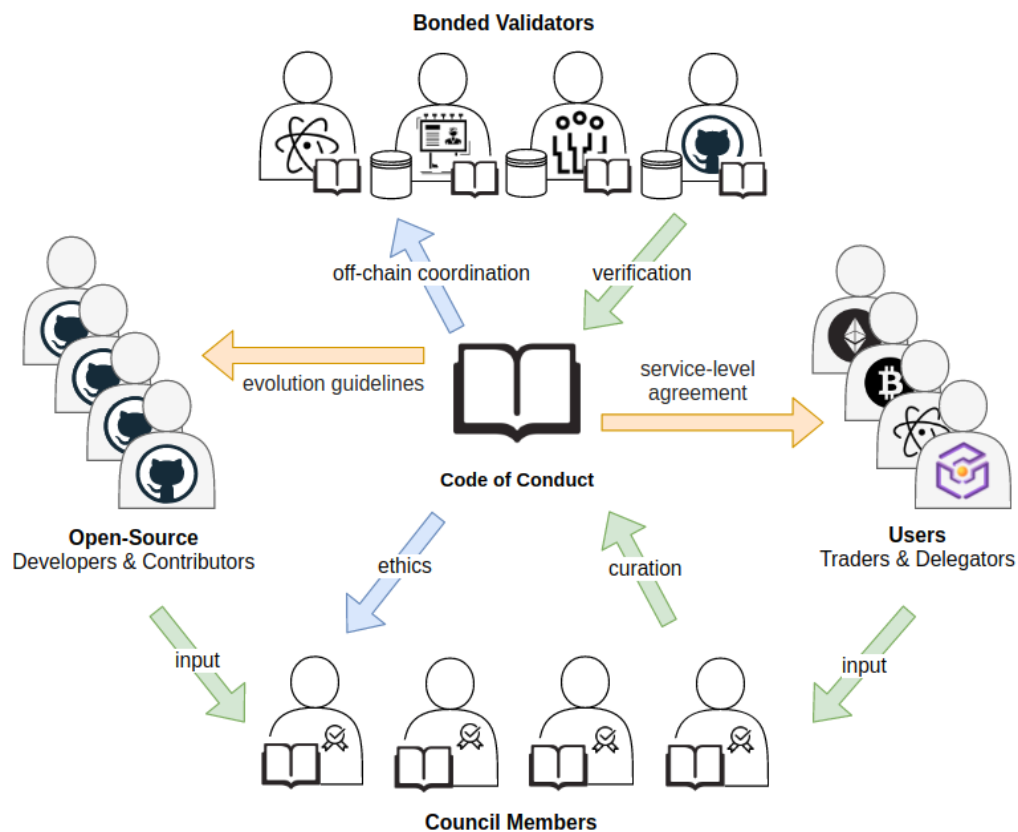 Bonded Validators
off-chain coordination
verification
evolution guidelines
service-level
agreement
Code of Conduct
Open-Source
Developers & Contributors
Users
Traders & Delegators
ethics
curation
input
input
Council Members